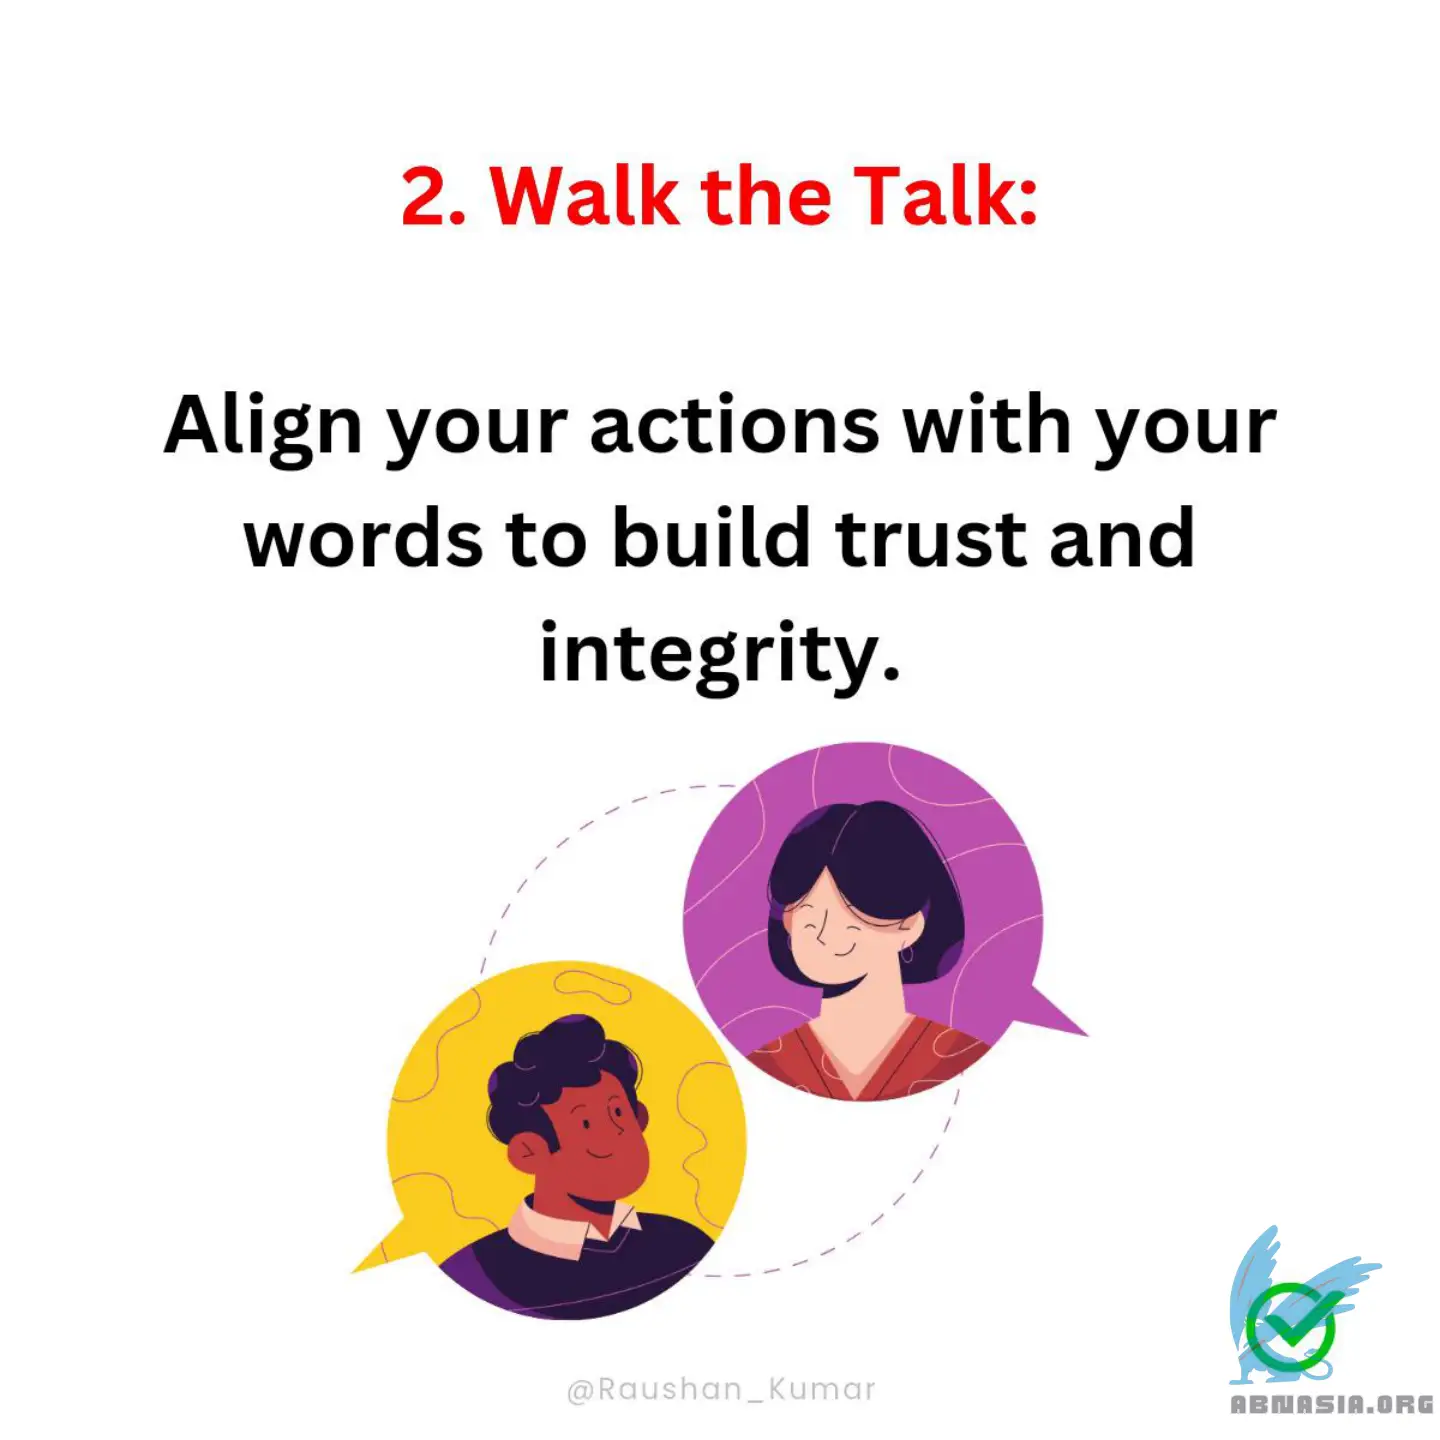 2. Walk the Talk:
Align your actions with your
words to build trust and
integrity.
@Raushan_Kumar
ABNASIA.ORG